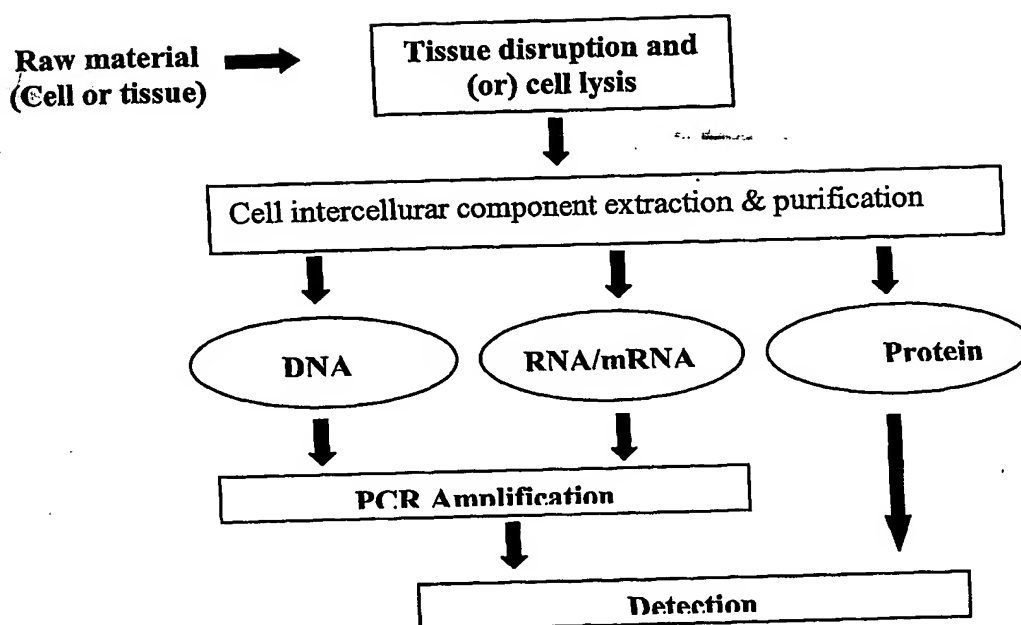 Raw material
(Cell or tissue)
Tissue disruption and
(or) cell lysis
Cell intercellurar component extraction & purification
DNA
RNA/mRNA
Protein
PCR Amplification
Detection